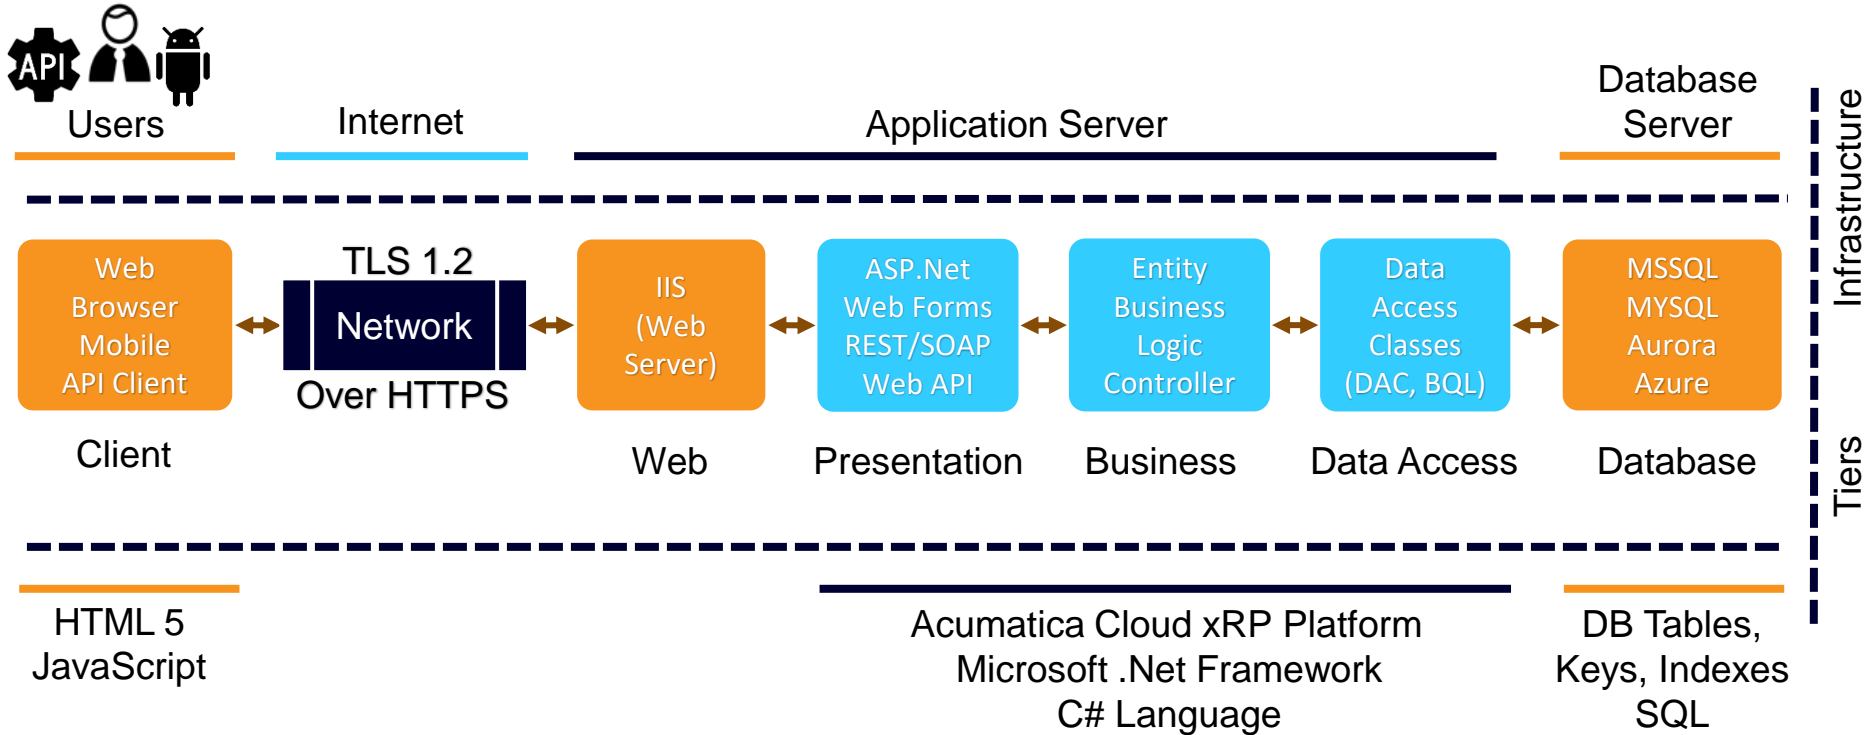 API
Users
Internet
Application Server
Database
Server
Infrastructure
Web
Browser
Mobile
API Client
TLS 1.2
Network
Over HTTPS
IIS
(Web
Server)
ASP.Net
Web Forms
REST/SOAP
Web API
Entity
Business
Logic
Controller
Data
Access
Classes
(DAC, BQL)
MSSQL
MYSQL
Aurora
Azure
Client
Web
Presentation
Business
Data Access
Database
Tiers
HTML 5
JavaScript
Acumatica Cloud xRP Platform
Microsoft .Net Framework
C# Language
DB Tables,
Keys, Indexes
SQL